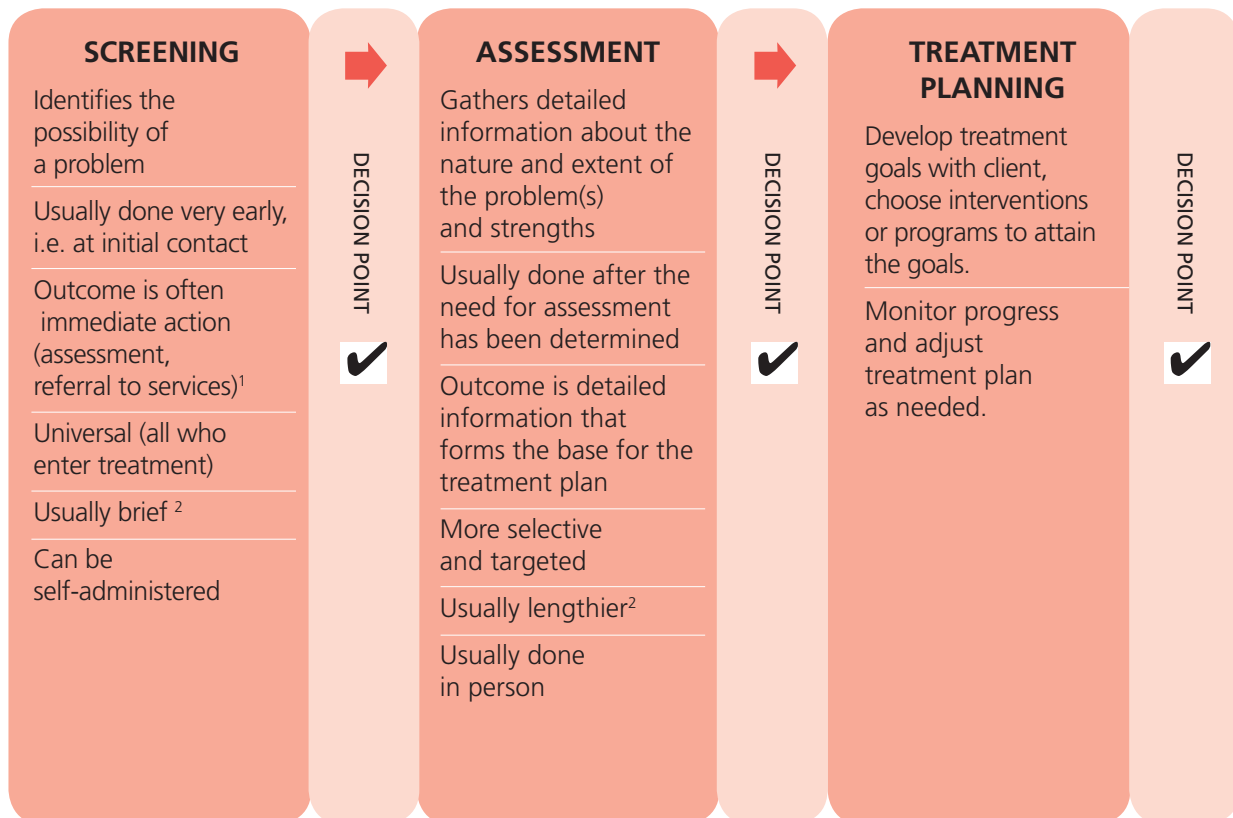 SCREENING
Identifies the
possibility of
a problem
Usually done very early,
i.e. at initial contact
Outcome is often
immediate action
(assessment,
referral to services)1
Universal (all who
enter treatment)
Usually brief 2
Can be
self-administered
DECISION POINT
✔
ASSESSMENT
Gathers detailed
information about the
nature and extent of
the problem(s)
and strengths
Usually done after the
need for assessment
has been determined
Outcome is detailed
information that
forms the base for the
treatment plan
More selective
and targeted
Usually lengthier2
Usually done
in person
DECISION POINT
✔
TREATMENT
PLANNING
Develop treatment
goals with client,
choose interventions
or programs to attain
the goals.
Monitor progress
and adjust
treatment plan
as needed.
DECISION POINT
✔